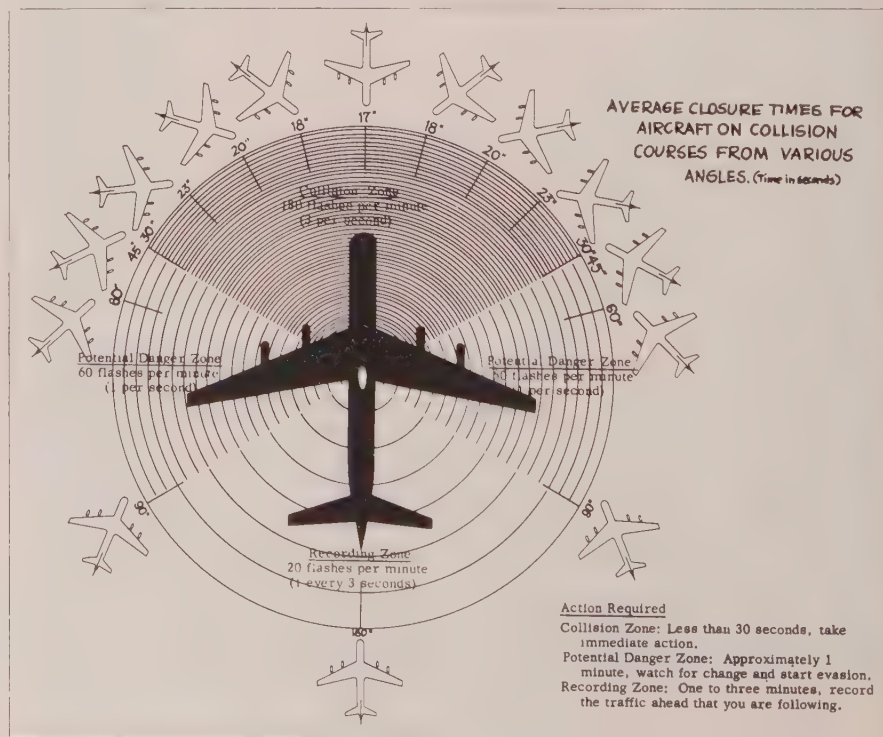 AVERAGE CLOSURE TIMES FOR
AIRCRAFT ON COLLISION
COURSES FROM VARIOUS
ANGLES. (Time in seconds)
17"
18"
18"
20"
20"
23"
23"
30"
45"
30"
45"
60"
60"
Collision Zone
180 flashes per minute
(3 per second)
Potential Danger Zone
60 flashes per minute
(1 per second)
Potential Danger Zone
60 flashes per minute
(1 per second)
90"
90"
Recording Zone
20 flashes per minute
(1 every 3 seconds)
180"
Action Required
Collision Zone: Less than 30 seconds, take
immediate action.
Potential Danger Zone: Approximately 1
minute, watch for change and start evasion.
Recording Zone: One to three minutes, record
the traffic ahead that you are following.